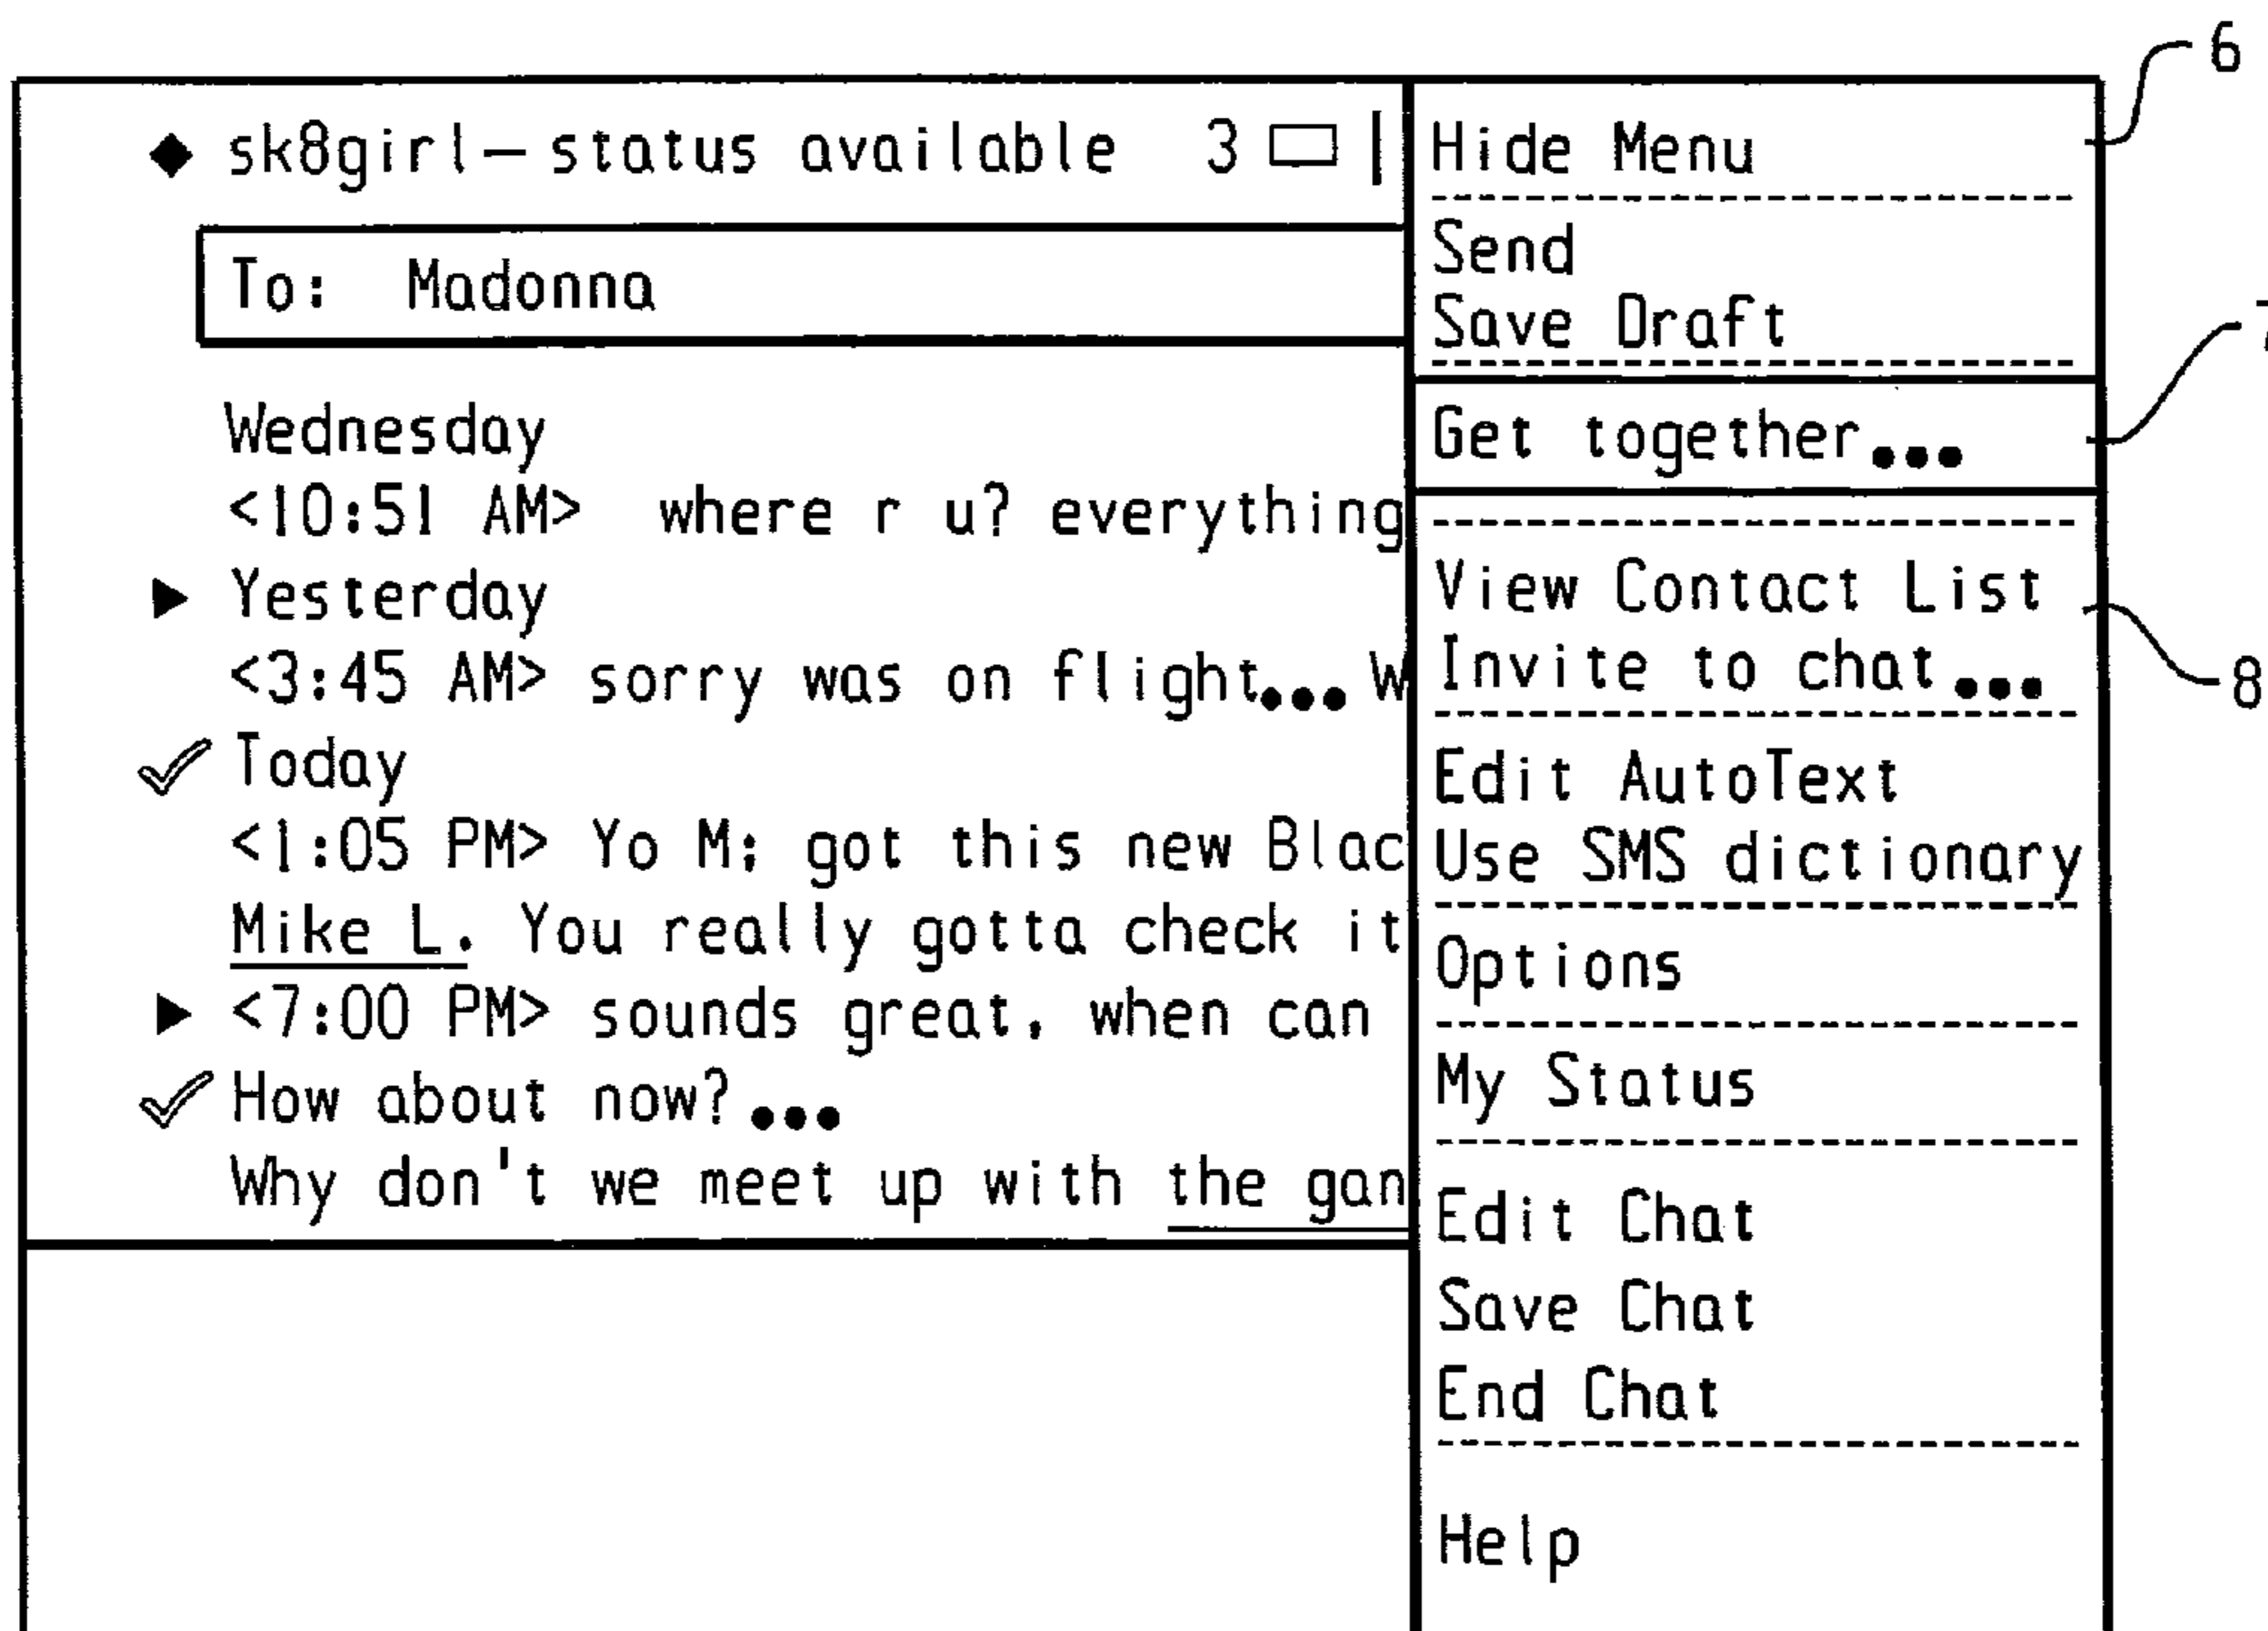 6
◆ sk8girl— status available 3
To: Madonna
Wednesday
<10:51 AM> where r u? everything
▶ Yesterday
<3:45 AM> sorry was on flight... W
✓ Today
<1:05 PM> Yo M; got this new Blac
Mike L. You really gotta check it
▶ <7:00 PM> sounds great, when can
✓ How about now?...
Why don't we meet up with the gan
Hide Menu
Send
Save Draft
Get together...
View Contact List
Invite to chat...
8
Edit AutoText
Use SMS dictionary
Options
My Status
Edit Chat
Save Chat
End Chat
Help